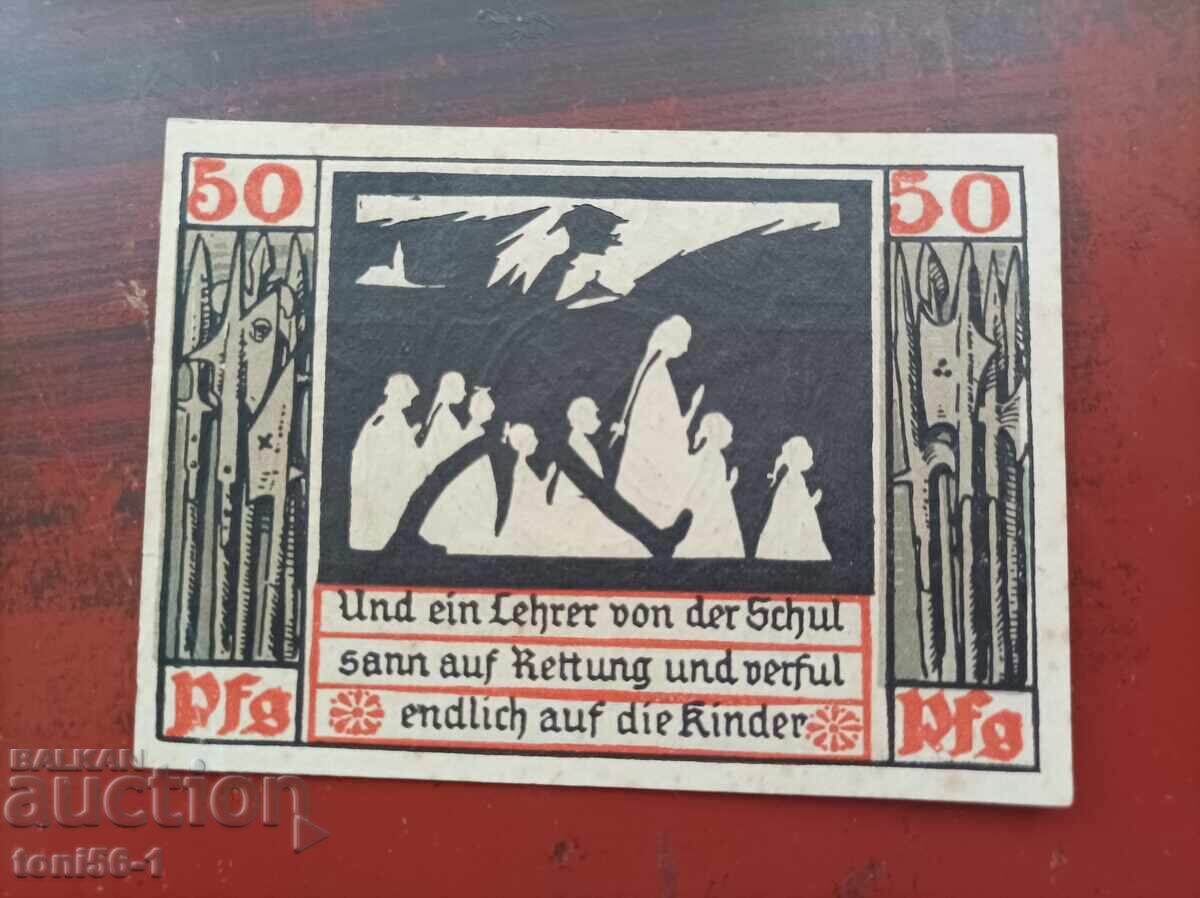 50
50
Und ein Lehrer von der Schul
sann auf Rettung und verful
endlich auf die Kinder
Pfg
Pfg
BALKAN
auction
toni56-1